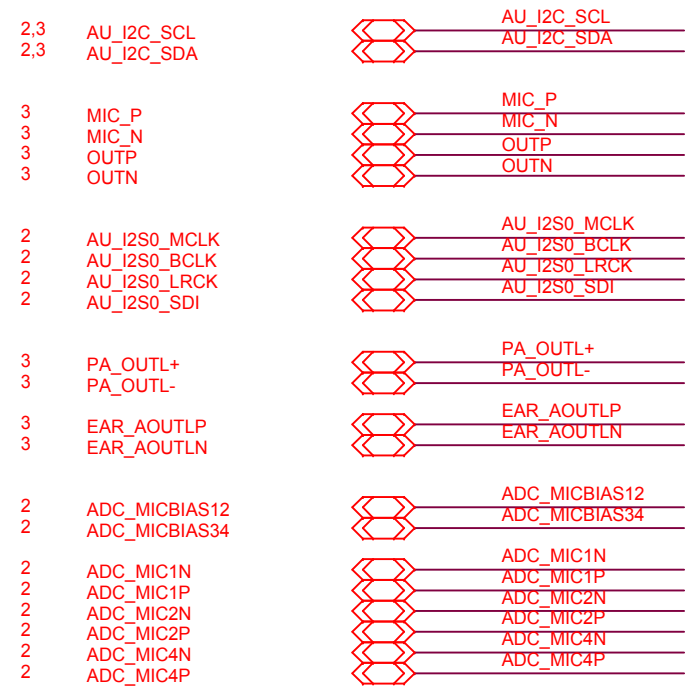 2,3 AU_I2C_SCL AU_I2C_SCL
2,3 AU_I2C_SDA AU_I2C_SDA
3 MIC_P MIC_P
3 MIC_N MIC_N
3 OUTP OUTP
3 OUTN OUTN
2 AU_I2S0_MCLK AU_I2S0_MCLK
2 AU_I2S0_BCLK AU_I2S0_BCLK
2 AU_I2S0_LRCK AU_I2S0_LRCK
2 AU_I2S0_SDI AU_I2S0_SDI
3 PA_OUTL+ PA_OUTL+
3 PA_OUTL- PA_OUTL-
3 EAR_AOUTLP EAR_AOUTLP
3 EAR_AOUTLN EAR_AOUTLN
2 ADC_MICBIAS12 ADC_MICBIAS12
2 ADC_MICBIAS34 ADC_MICBIAS34
2 ADC_MIC1N ADC_MIC1N
2 ADC_MIC1P ADC_MIC1P
2 ADC_MIC2N ADC_MIC2N
2 ADC_MIC2P ADC_MIC2P
2 ADC_MIC4N ADC_MIC4N
2 ADC_MIC4P ADC_MIC4P